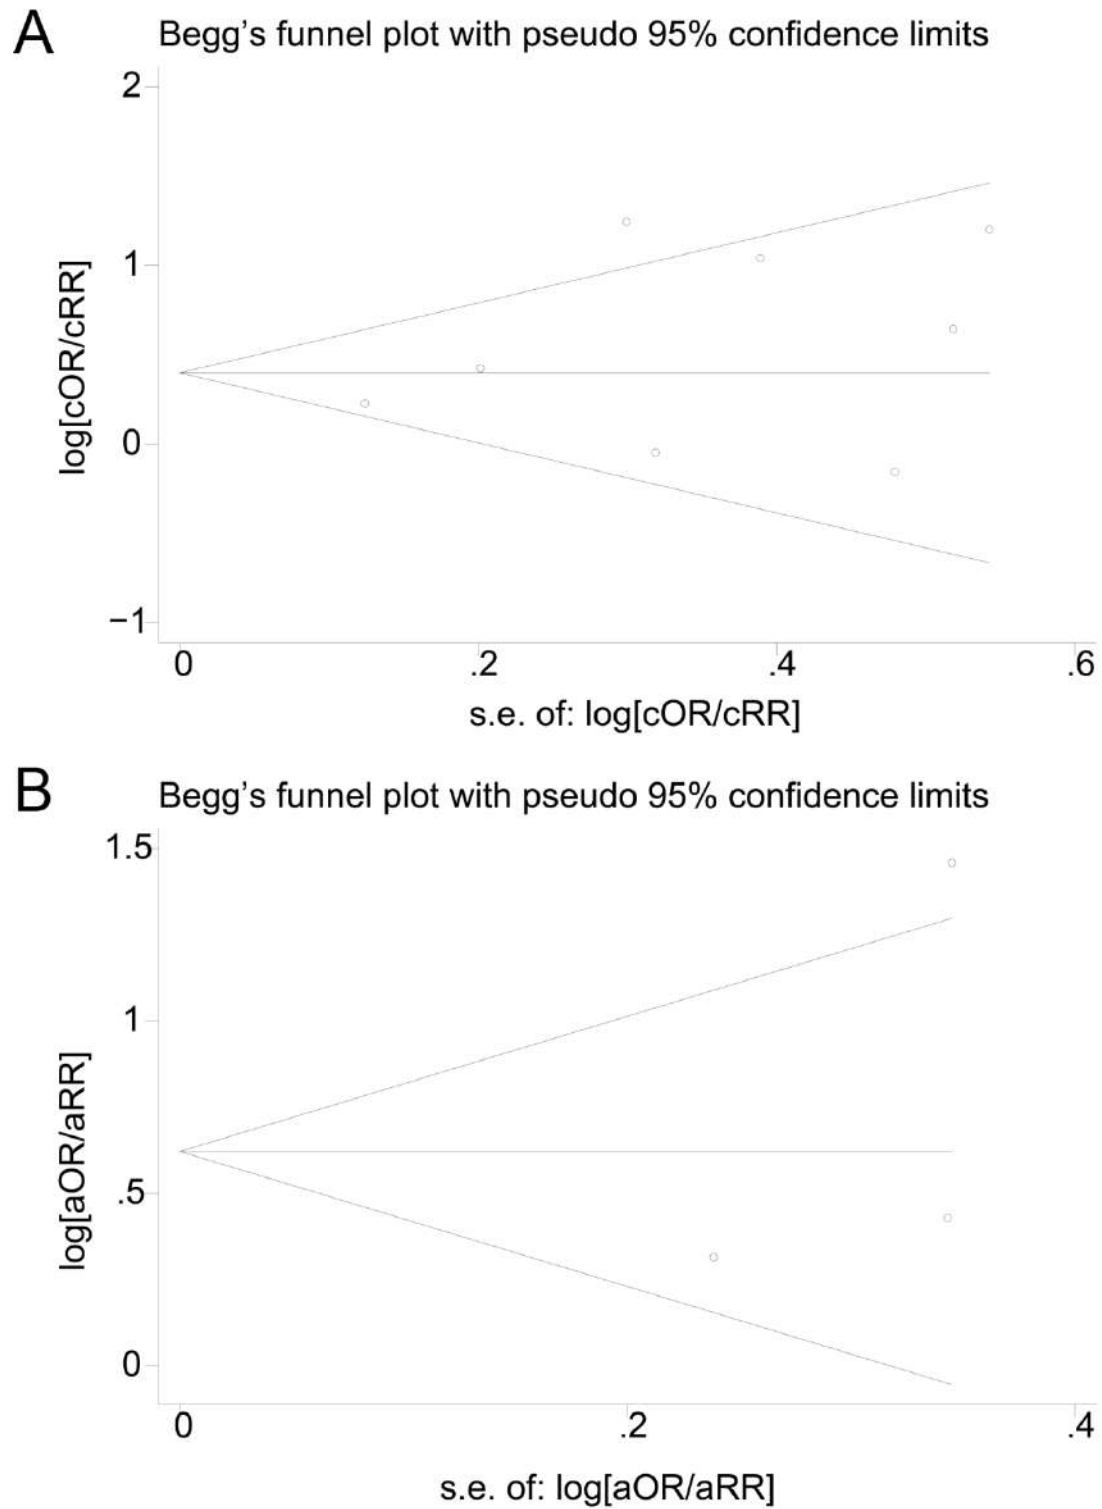 A
Begg’s funnel plot with pseudo 95% confidence limits
2
1
0
−1
log[cOR/cRR]
0 .2 .4 .6
s.e. of: log[cOR/cRR]
B
Begg’s funnel plot with pseudo 95% confidence limits
1.5
1
.5
0
log[aOR/aRR]
0 .2 .4
s.e. of: log[aOR/aRR]